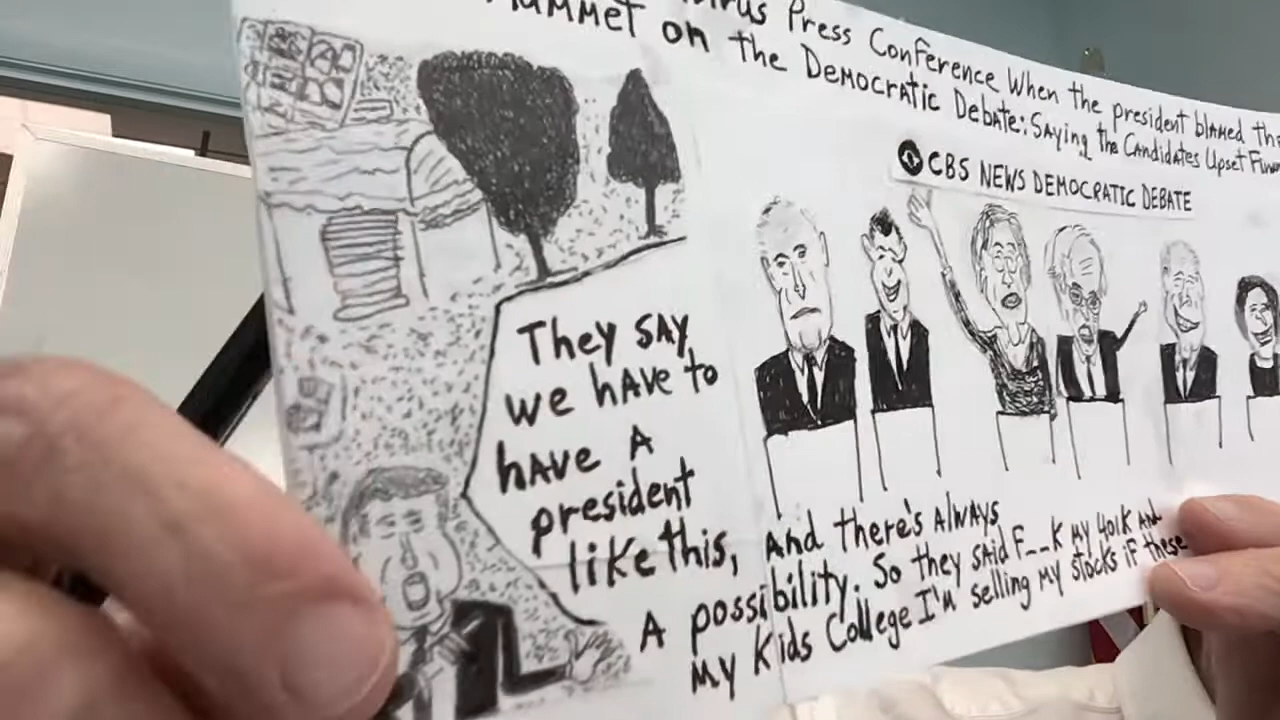 Press Conference When the president blamed the
on the Democratic Debate: Saying the Candidates Upset
CBS NEWS DEMOCRATIC DEBATE
They say
we have to
have a
president
like this, and there's always
a possibility. So they said F__k my 401K and
my kids College I'm selling my stocks if these